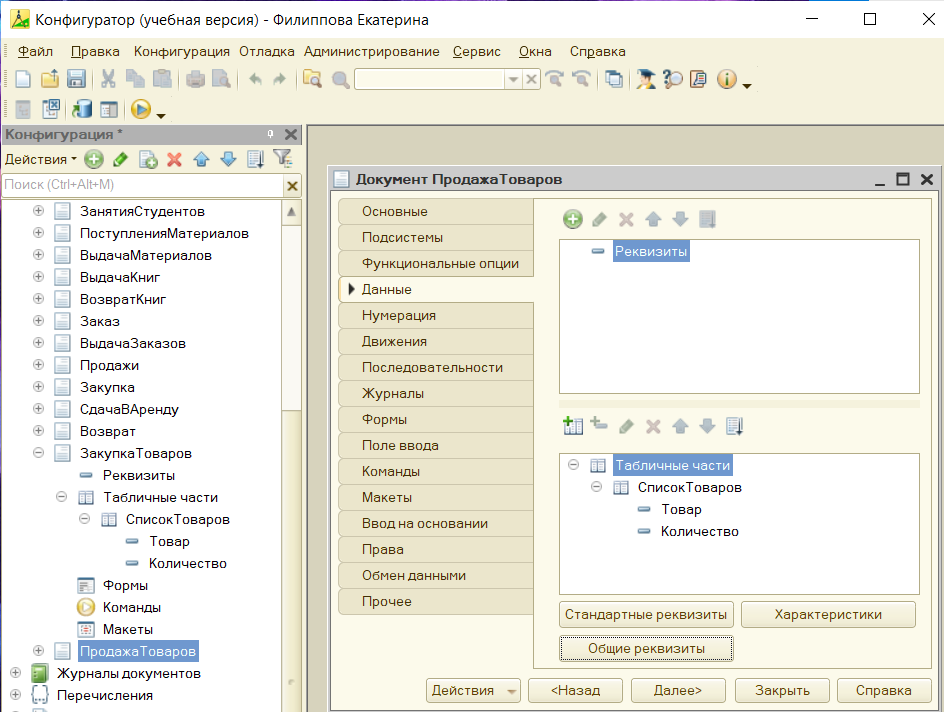 Конфигуратор (учебная версия) - Филиппова Екатерина
Файл Правка Конфигурация Отладка Администрирование Сервис Окна Справка
Конфигурация *
Действия
Поиск (Ctrl+Alt+M)
ЗанятияСтудентов
ПоступленияМатериалов
ВыдачаМатериалов
ВыдачаКниг
ВозвратКниг
Заказ
ВыдачаЗаказов
Продажи
Закупка
СдачаВАренду
Возврат
ЗакупкаТоваров
Реквизиты
Табличные части
СписокТоваров
Товар
Количество
Формы
Команды
Макеты
ПродажаТоваров
Журналы документов
Перечисления
Документ ПродажаТоваров
Основные
Подсистемы
Функциональные опции
Данные
Нумерация
Движения
Последовательности
Журналы
Формы
Поле ввода
Команды
Макеты
Ввод на основании
Права
Обмен данными
Прочее
Реквизиты
Табличные части
СписокТоваров
Товар
Количество
Стандартные реквизиты Характеристики
Общие реквизиты
Действия <Назад Далее> Закрыть Справка